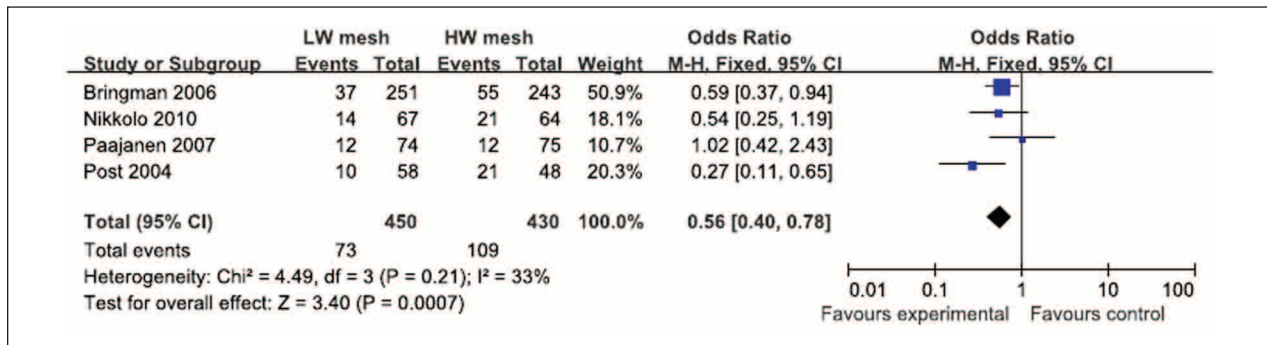 LW mesh HW mesh Odds Ratio Odds Ratio
Study or Subgroup Events Total Events Total Weight M-H, Fixed, 95% CI M-H, Fixed, 95% CI
Bringman 2006 37 251 55 243 50.9% 0.59 [0.37, 0.94]
Nikkolo 2010 14 67 21 64 18.1% 0.54 [0.25, 1.19]
Paajanen 2007 12 74 12 75 10.7% 1.02 [0.42, 2.43]
Post 2004 10 58 21 48 20.3% 0.27 [0.11, 0.65]
Total (95% CI) 450 430 100.0% 0.56 [0.40, 0.78]
Total events 73 109
Heterogeneity: Chi² = 4.49, df = 3 (P = 0.21); I² = 33%
Test for overall effect: Z = 3.40 (P = 0.0007)
0.01 0.1 1 10 100
Favours experimental Favours control